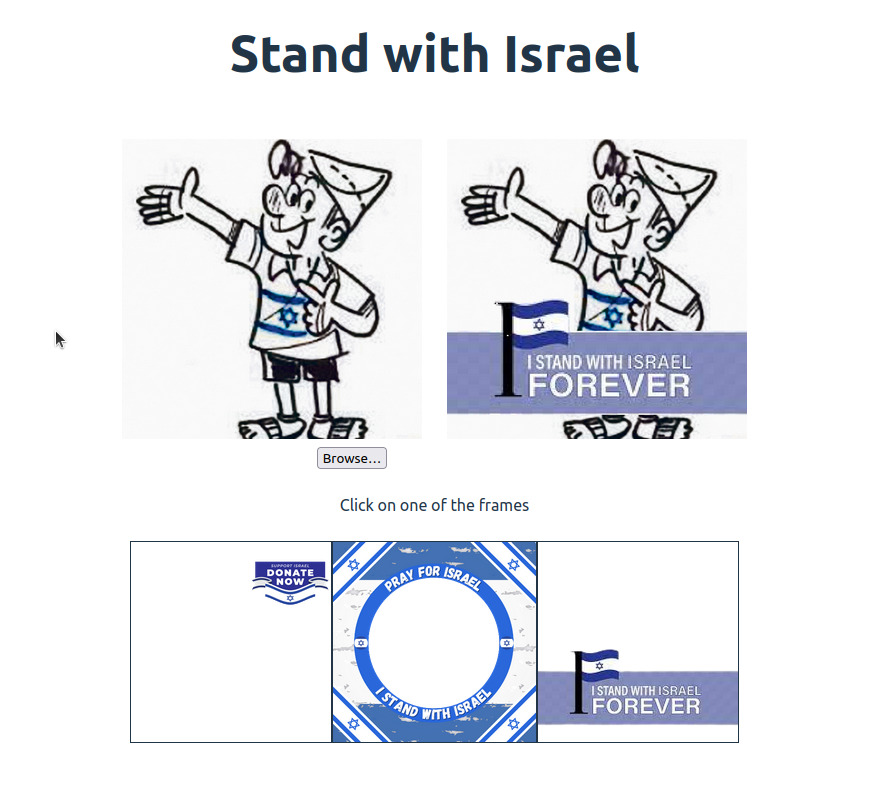 Stand with Israel
I STAND WITH ISRAEL
FOREVER
Browse...
Click on one of the frames
SUPPORT ISRAEL
DONATE
NOW
PRAY FOR ISRAEL
I STAND WITH ISRAEL
I STAND WITH ISRAEL
FOREVER